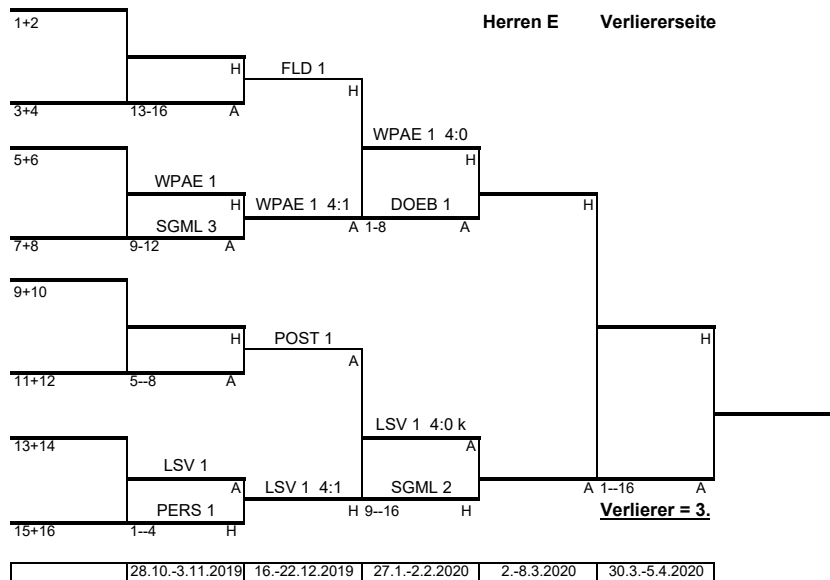 Herren E Verliererseite
1+2
H FLD 1
3+4 13-16 A H
WPAE 1 4:0
5+6 H
WPAE 1
H WPAE 1 4:1 DOEB 1 H
SGML 3
7+8 9-12 A A 1-8 A
9+10
H POST 1 H
A
11+12 5--8 A
LSV 1 4:0 k
13+14 A
LSV 1
A LSV 1 4:1 SGML 2 A 1--16 A
PERS 1 H 9--16 H Verlierer = 3.
15+16 1--4 H
28.10.-3.11.2019 16.-22.12.2019 27.1.-2.2.2020 2.-8.3.2020 30.3.-5.4.2020